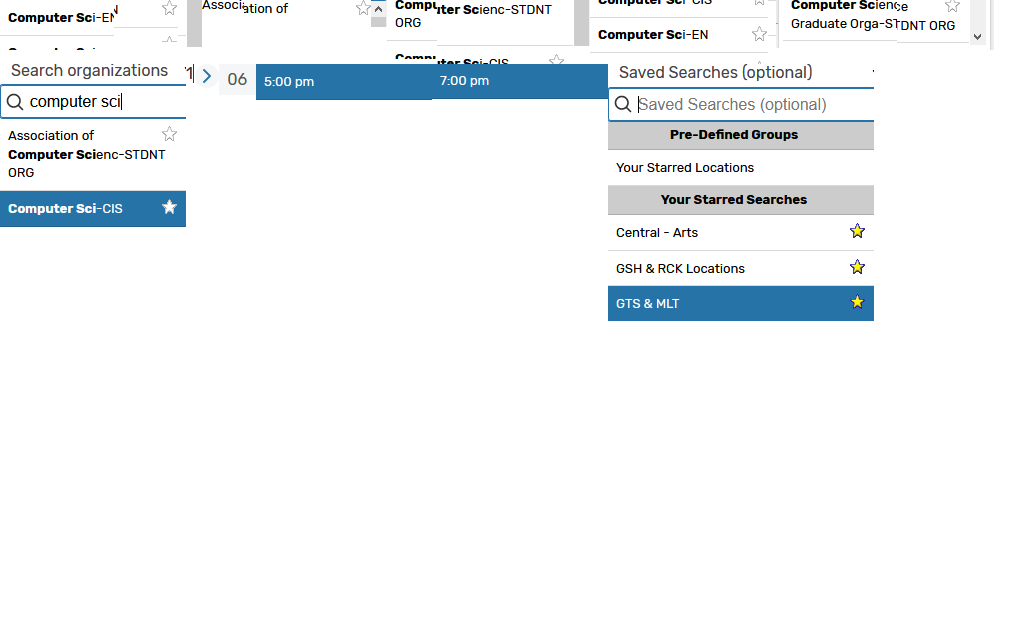 Computer Sci-EN
Associ
ation of
Comp
uter Scienc-STDNT
ORG
Computer Sci-CIS
Computer Sci-EN
Computer Science
Graduate Orga-STDNT ORG
Search organizations
computer sci
Association of
Computer Scienc-STDNT
ORG
Computer Sci-CIS
06
5:00 pm
7:00 pm
Saved Searches (optional)
Saved Searches (optional)
Pre-Defined Groups
Your Starred Locations
Your Starred Searches
Central - Arts
GSH & RCK Locations
GTS & MLT